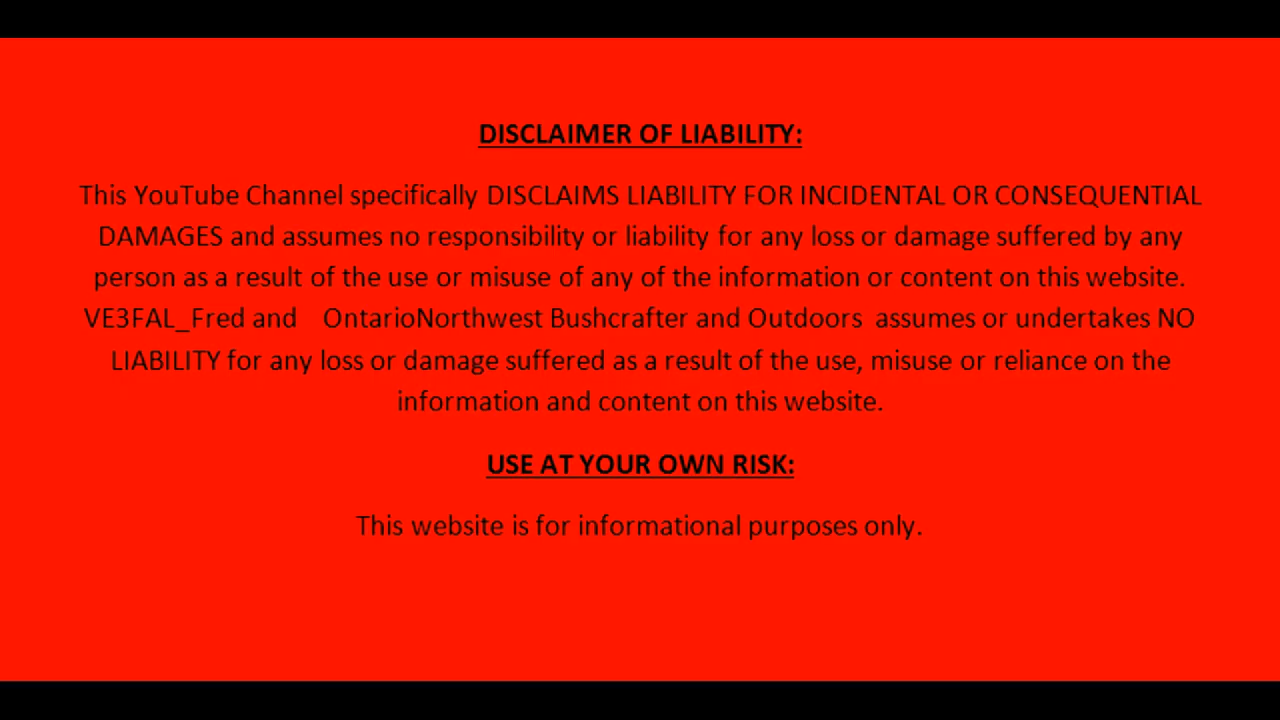 DISCLAIMER OF LIABILITY:
This YouTube Channel specifically DISCLAIMS LIABILITY FOR INCIDENTAL OR CONSEQUENTIAL
DAMAGES and assumes no responsibility or liability for any loss or damage suffered by any
person as a result of the use or misuse of any of the information or content on this website.
VE3FAL_Fred and OntarioNorthwest Bushcrafter and Outdoors assumes or undertakes NO
LIABILITY for any loss or damage suffered as a result of the use, misuse or reliance on the
information and content on this website.
USE AT YOUR OWN RISK:
This website is for informational purposes only.